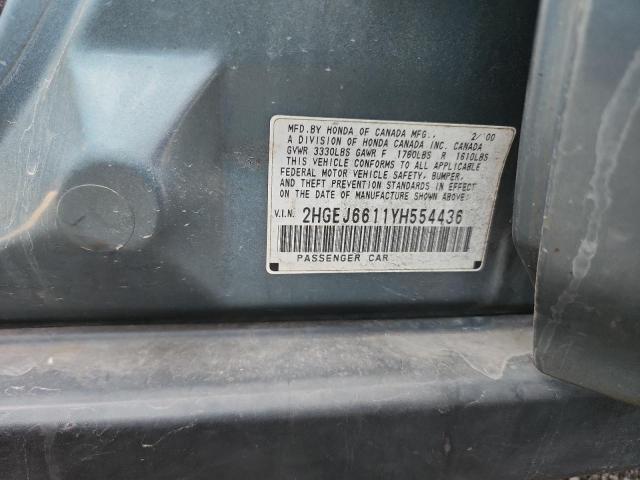 MFD.BY HONDA OF CANADA MFG., 2/'00
A DIVISION OF HONDA CANADA INC. CANADA
GVWR 3330LBS GAWR F 1760LBS R 1610LBS
THIS VEHICLE CONFORMS TO ALL APPLICABLE
FEDERAL MOTOR VEHICLE SAFETY, BUMPER,
AND THEFT PREVENTION STANDARDS IN EFFECT
ON THE DATE OF MANUFACTURE SHOWN ABOVE.
V.I.N. 2HGEJ6611YH554436
PASSENGER CAR